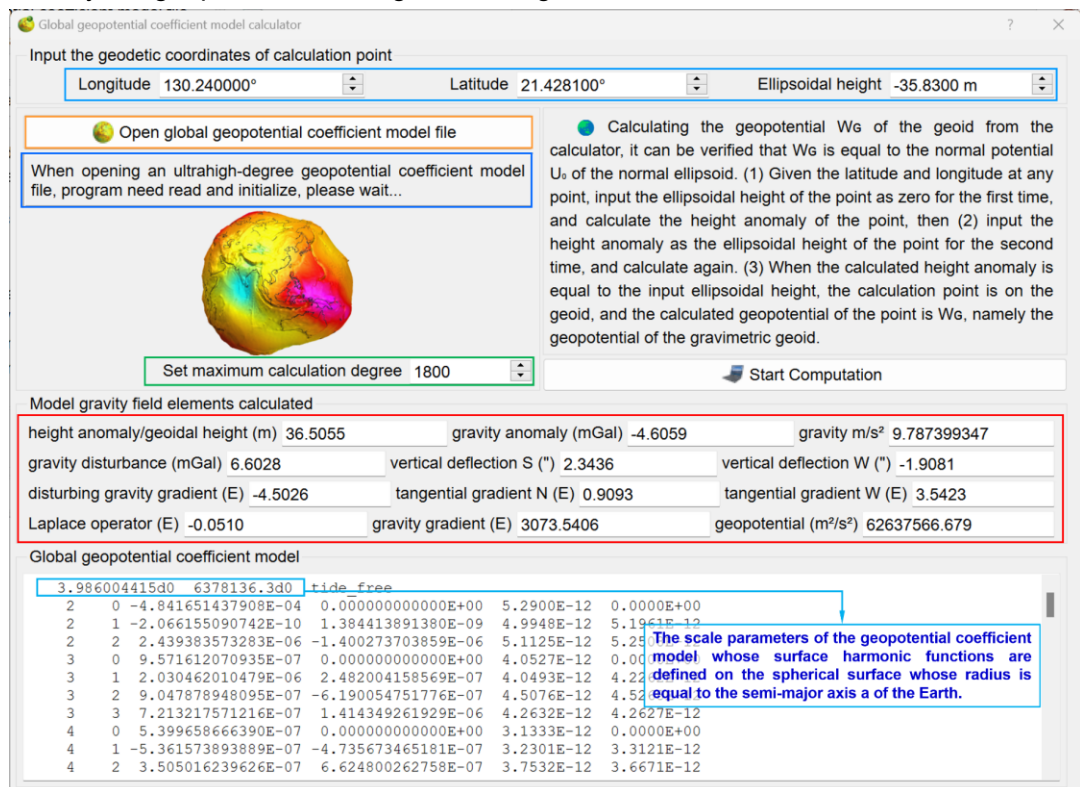 Global geopotential coefficient model calculator
Input the geodetic coordinates of calculation point
Longitude 130.240000° Latitude 21.428100° Ellipsoidal height -35.8300 m
Open global geopotential coefficient model file
When opening an ultrahigh-degree geopotential coefficient model
file, program need read and initialize, please wait...
Set maximum calculation degree 1800
Calculating the geopotential WG of the geoid from the
calculator, it can be verified that WG is equal to the normal potential
U₀ of the normal ellipsoid. (1) Given the latitude and longitude at any
point, input the ellipsoidal height of the point as zero for the first time,
and calculate the height anomaly of the point, then (2) input the
height anomaly as the ellipsoidal height of the point for the second
time, and calculate again. (3) When the calculated height anomaly is
equal to the input ellipsoidal height, the calculation point is on the
geoid, and the calculated geopotential of the point is WG, namely the
geopotential of the gravimetric geoid.
Start Computation
Model gravity field elements calculated
height anomaly/geoidal height (m) 36.5055 gravity anomaly (mGal) -4.6059 gravity m/s² 9.787399347
gravity disturbance (mGal) 6.6028 vertical deflection S (") 2.3436 vertical deflection W (") -1.9081
disturbing gravity gradient (E) -4.5026 tangential gradient N (E) 0.9093 tangential gradient W (E) 3.5423
Laplace operator (E) -0.0510 gravity gradient (E) 3073.5406 geopotential (m²/s²) 62637566.679
Global geopotential coefficient model
3.986004415d0 6378136.3d0 tide_free
2 0 -4.841651437908E-04 0.000000000000E+00 5.2900E-12 0.0000E+00
2 1 -2.066155090742E-10 1.384413891380E-09 4.9948E-12 5.1961E-12
2 2 2.439383573283E-06 -1.400273703859E-06 5.1125E-12
3 0 9.571612070935E-07 0.000000000000E+00 4.0527E-12
3 1 2.030462010479E-06 2.482004158569E-07 4.0493E-12
3 2 9.047878948095E-07 -6.190054751776E-07 4.5076E-12
3 3 7.213217571216E-07 1.414349261929E-06 4.2632E-12 4.2627E-12
4 0 5.399658666390E-07 0.000000000000E+00 3.1333E-12 0.0000E+00
4 1 -5.361573893889E-07 -4.735673465181E-07 3.2301E-12 3.3121E-12
4 2 3.505016239626E-07 6.624800262758E-07 3.7532E-12 3.6671E-12
The scale parameters of the geopotential coefficient
model whose surface harmonic functions are
defined on the spherical surface whose radius is
equal to the semi-major axis a of the Earth.